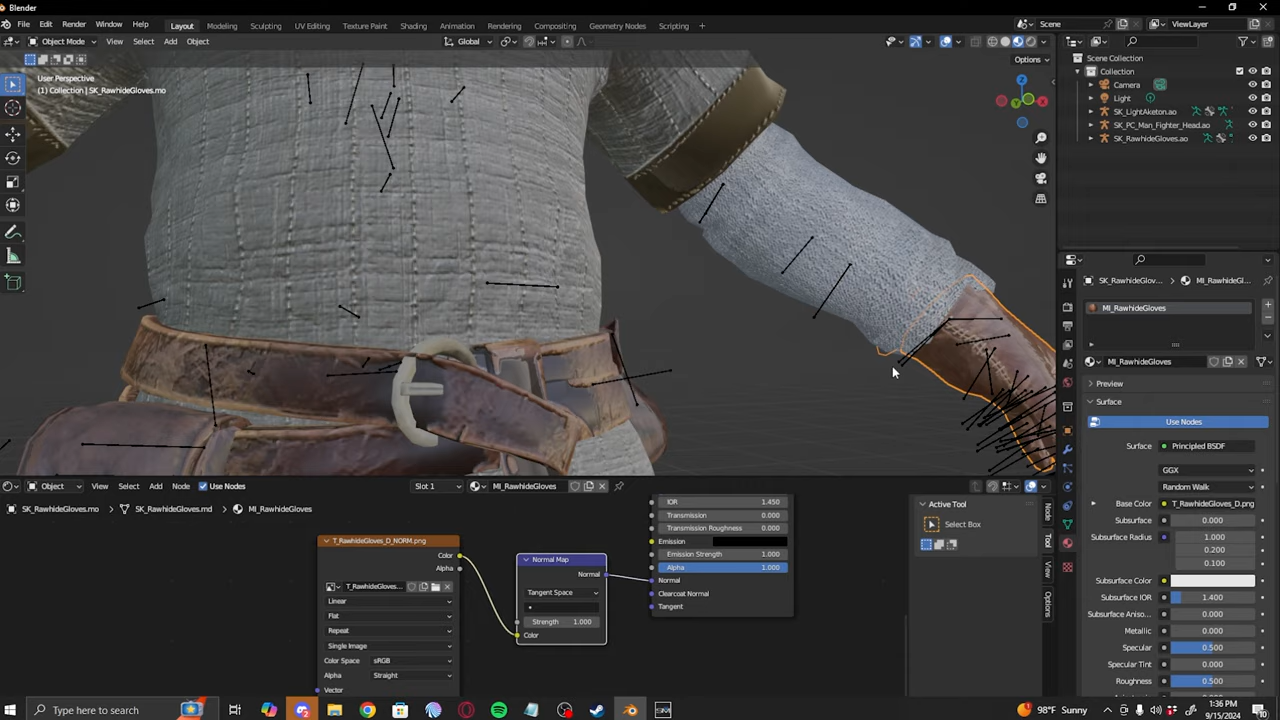 Blender
File Edit Render Window Help Layout Modeling Sculpting UV Editing Texture Paint Shading Animation Rendering Compositing Geometry Nodes Scripting + Scene ViewLayer
Object Mode View Select Add Object Global
Options
User Perspective
(1) Collection | SK_RawhideGloves.mo
Z
X
Y
Scene Collection
Collection
Camera
Light
SK_LightAketon.ao
SK_PC_Man_Fighter_Head.ao
SK_RawhideGloves.ao
SK_RawhideGlov... MI_RawhideGl...
MI_RawhideGloves
MI_RawhideGloves
Preview
Surface
Use Nodes
Surface Principled BSDF
GGX
Random Walk
Base Color T_RawhideGloves_D.png
Subsurface 0.000
Subsurface Radius 1.000
0.200
0.100
Subsurface Color
Subsurface IOR 1.400
Subsurface Aniso... 0.000
Metallic 0.000
Specular 0.500
Specular Tint 0.000
Roughness 0.500
Object View Select Add Node Use Nodes Slot 1 MI_RawhideGloves
SK_RawhideGloves.mo SK_RawhideGloves.md MI_RawhideGloves
T_RawhideGloves_D_NORM.png
Color
Alpha
T_RawhideGloves...
Linear
Flat
Repeat
Single Image
Color Space sRGB
Alpha Straight
Vector
Normal Map
Normal
Tangent Space
Strength 1.000
Color
IOR 1.450
Transmission 0.000
Transmission Roughness 0.000
Emission
Emission Strength 1.000
Alpha 1.000
Normal
Clearcoat Normal
Tangent
Active Tool
Select Box
Node
Tool
View
Options
Type here to search
98°F Sunny
1:36 PM
9/15/2024